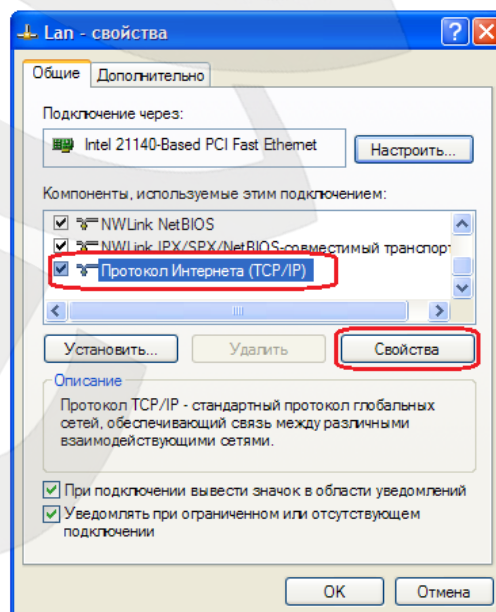 Lan - свойства
Общие Дополнительно
Подключение через:
Intel 21140-Based PCI Fast Ethernet Настроить...
Компоненты, используемые этим подключением:
NWLink NetBIOS
NWLink IPX/SPX/NetBIOS-совместимый транспорт
Протокол Интернета (TCP/IP)
Установить... Удалить Свойства
Описание
Протокол TCP/IP - стандартный протокол глобальных
сетей, обеспечивающий связь между различными
взаимодействующими сетями.
При подключении вывести значок в области уведомлений
Уведомлять при ограниченном или отсутствующем
подключении
OK Отмена